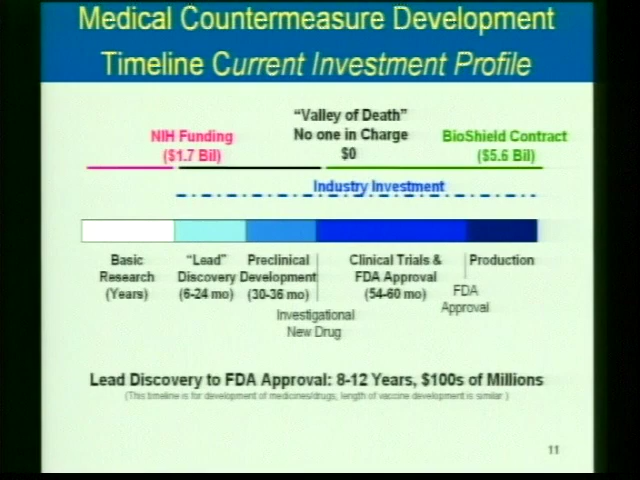 Medical Countermeasure Development
Timeline Current Investment Profile
"Valley of Death"
NIH Funding
No one in Charge
BioShield Contract
($1.7 Bil)
$0
($5.6 Bil)
Industry Investment
Basic
Research
(Years)
"Lead"
Discovery
(6-24 mo)
Preclinical
Development
(30-36 mo)
Clinical Trials &
FDA Approval
(54-60 mo)
Production
Investigational
New Drug
FDA
Approval
Lead Discovery to FDA Approval: 8-12 Years, $100s of Millions
(This timeline is for development of medicines/drugs; length of vaccine development is similar.)
11